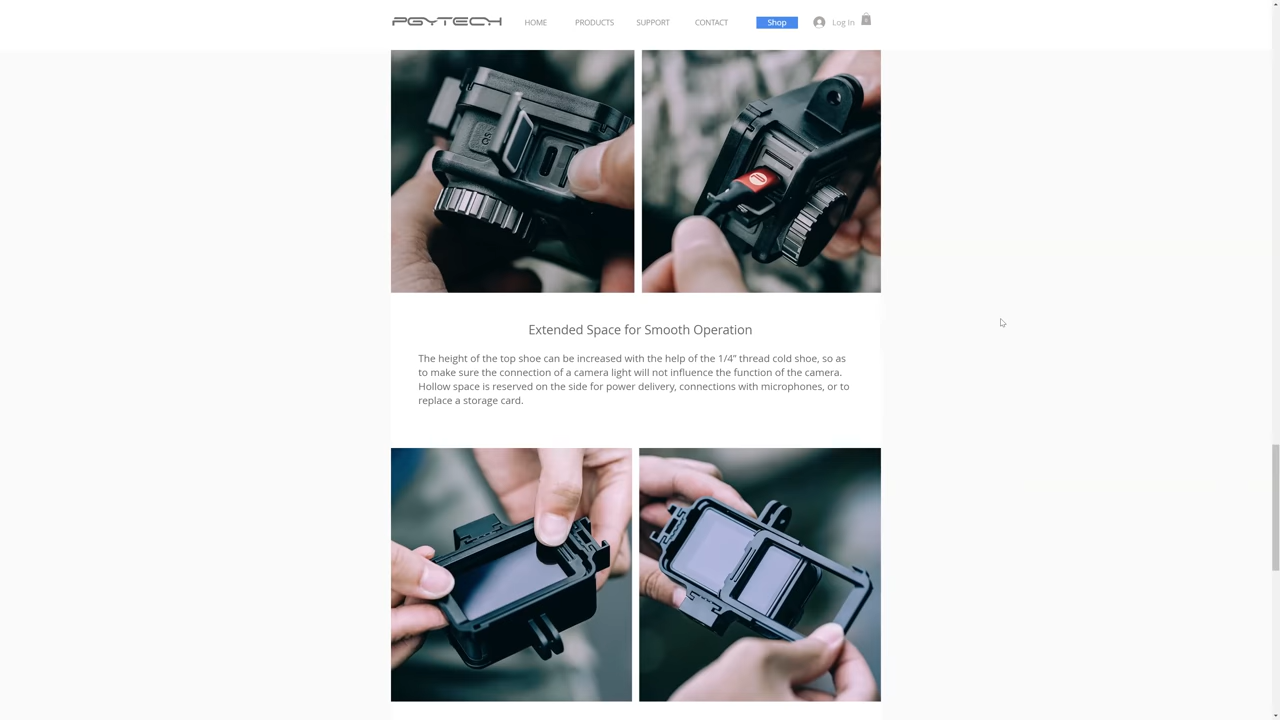 PGYTECH
HOME PRODUCTS SUPPORT CONTACT Shop Log In
Extended Space for Smooth Operation
The height of the top shoe can be increased with the help of the 1/4” thread cold shoe, so as
to make sure the connection of a camera light will not influence the function of the camera.
Hollow space is reserved on the side for power delivery, connections with microphones, or to
replace a storage card.